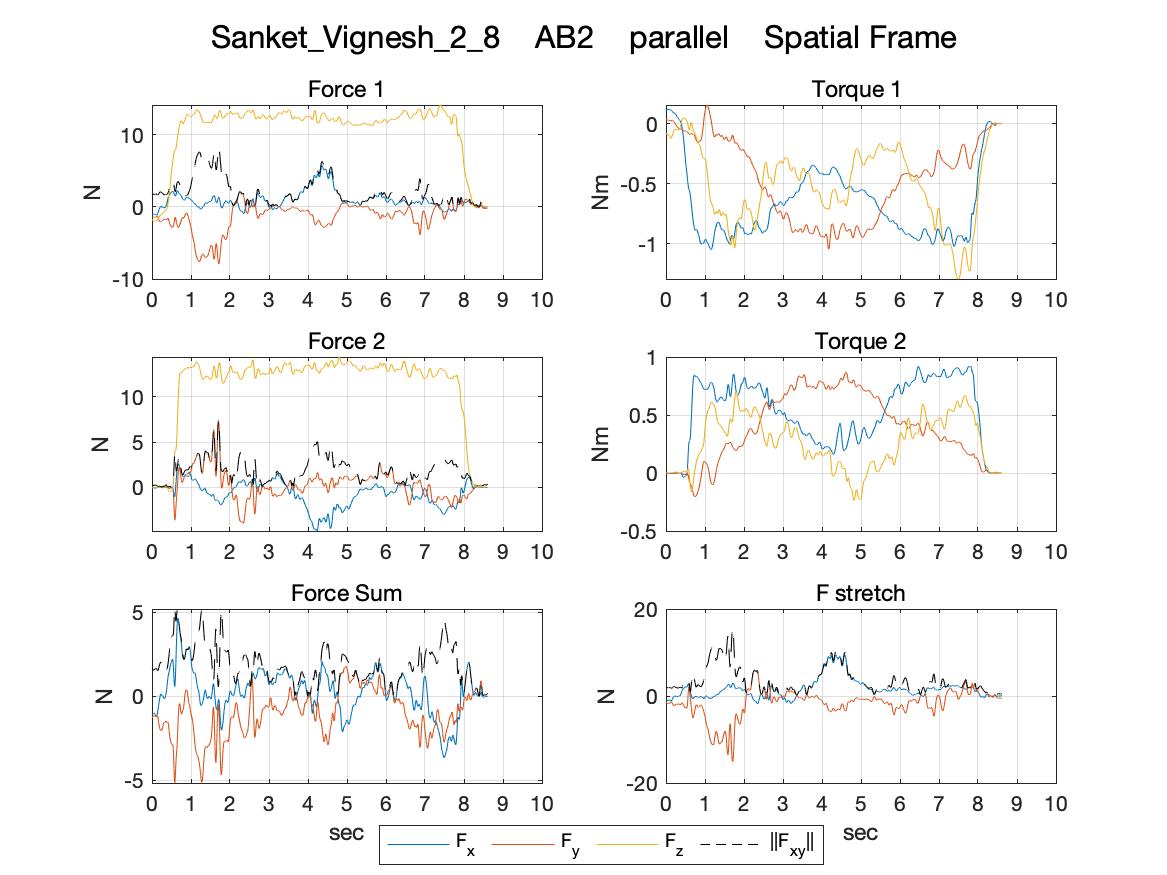 Sanket_Vignesh_2_8 AB2 parallel Spatial Frame
Force 1
N
10
0
-10
0 1 2 3 4 5 6 7 8 9 10
Torque 1
Nm
0
-0.5
-1
0 1 2 3 4 5 6 7 8 9 10
Force 2
N
10
5
0
0 1 2 3 4 5 6 7 8 9 10
Torque 2
Nm
1
0.5
0
-0.5
0 1 2 3 4 5 6 7 8 9 10
Force Sum
N
5
0
-5
0 1 2 3 4 5 6 7 8 9 10
sec
F stretch
N
20
0
-20
0 1 2 3 4 5 6 7 8 9 10
sec
F_x F_y F_z ||F_xy||